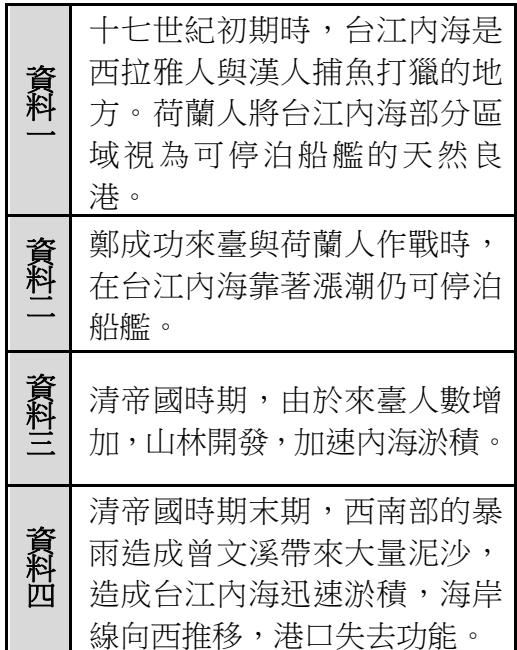 資料一
十七世紀初期時，台江內海是
西拉雅人與漢人捕魚打獵的地
方。荷蘭人將台江內海部分區
域視為可停泊船艦的天然良
港。
資料二
鄭成功來臺與荷蘭人作戰時，
在台江內海靠著漲潮仍可停泊
船艦。
資料三
清帝國時期，由於來臺人數增
加，山林開發，加速內海淤積。
資料四
清帝國時期末期，西南部的暴
雨造成曾文溪帶來大量泥沙，
造成台江內海迅速淤積，海岸
線向西推移，港口失去功能。